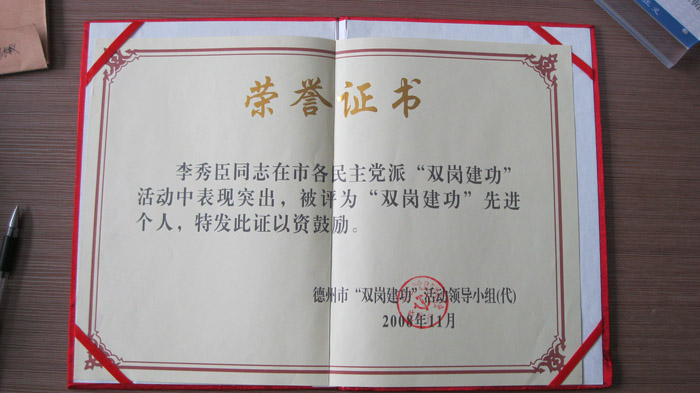 荣誉证书
李秀臣同志在市各民主党派“双岗建功”
活动中表现突出，被评为“双岗建功”先进
个人，特发此证以资鼓励。
德州市“双岗建功”活动领导小组(代)
2008年11月